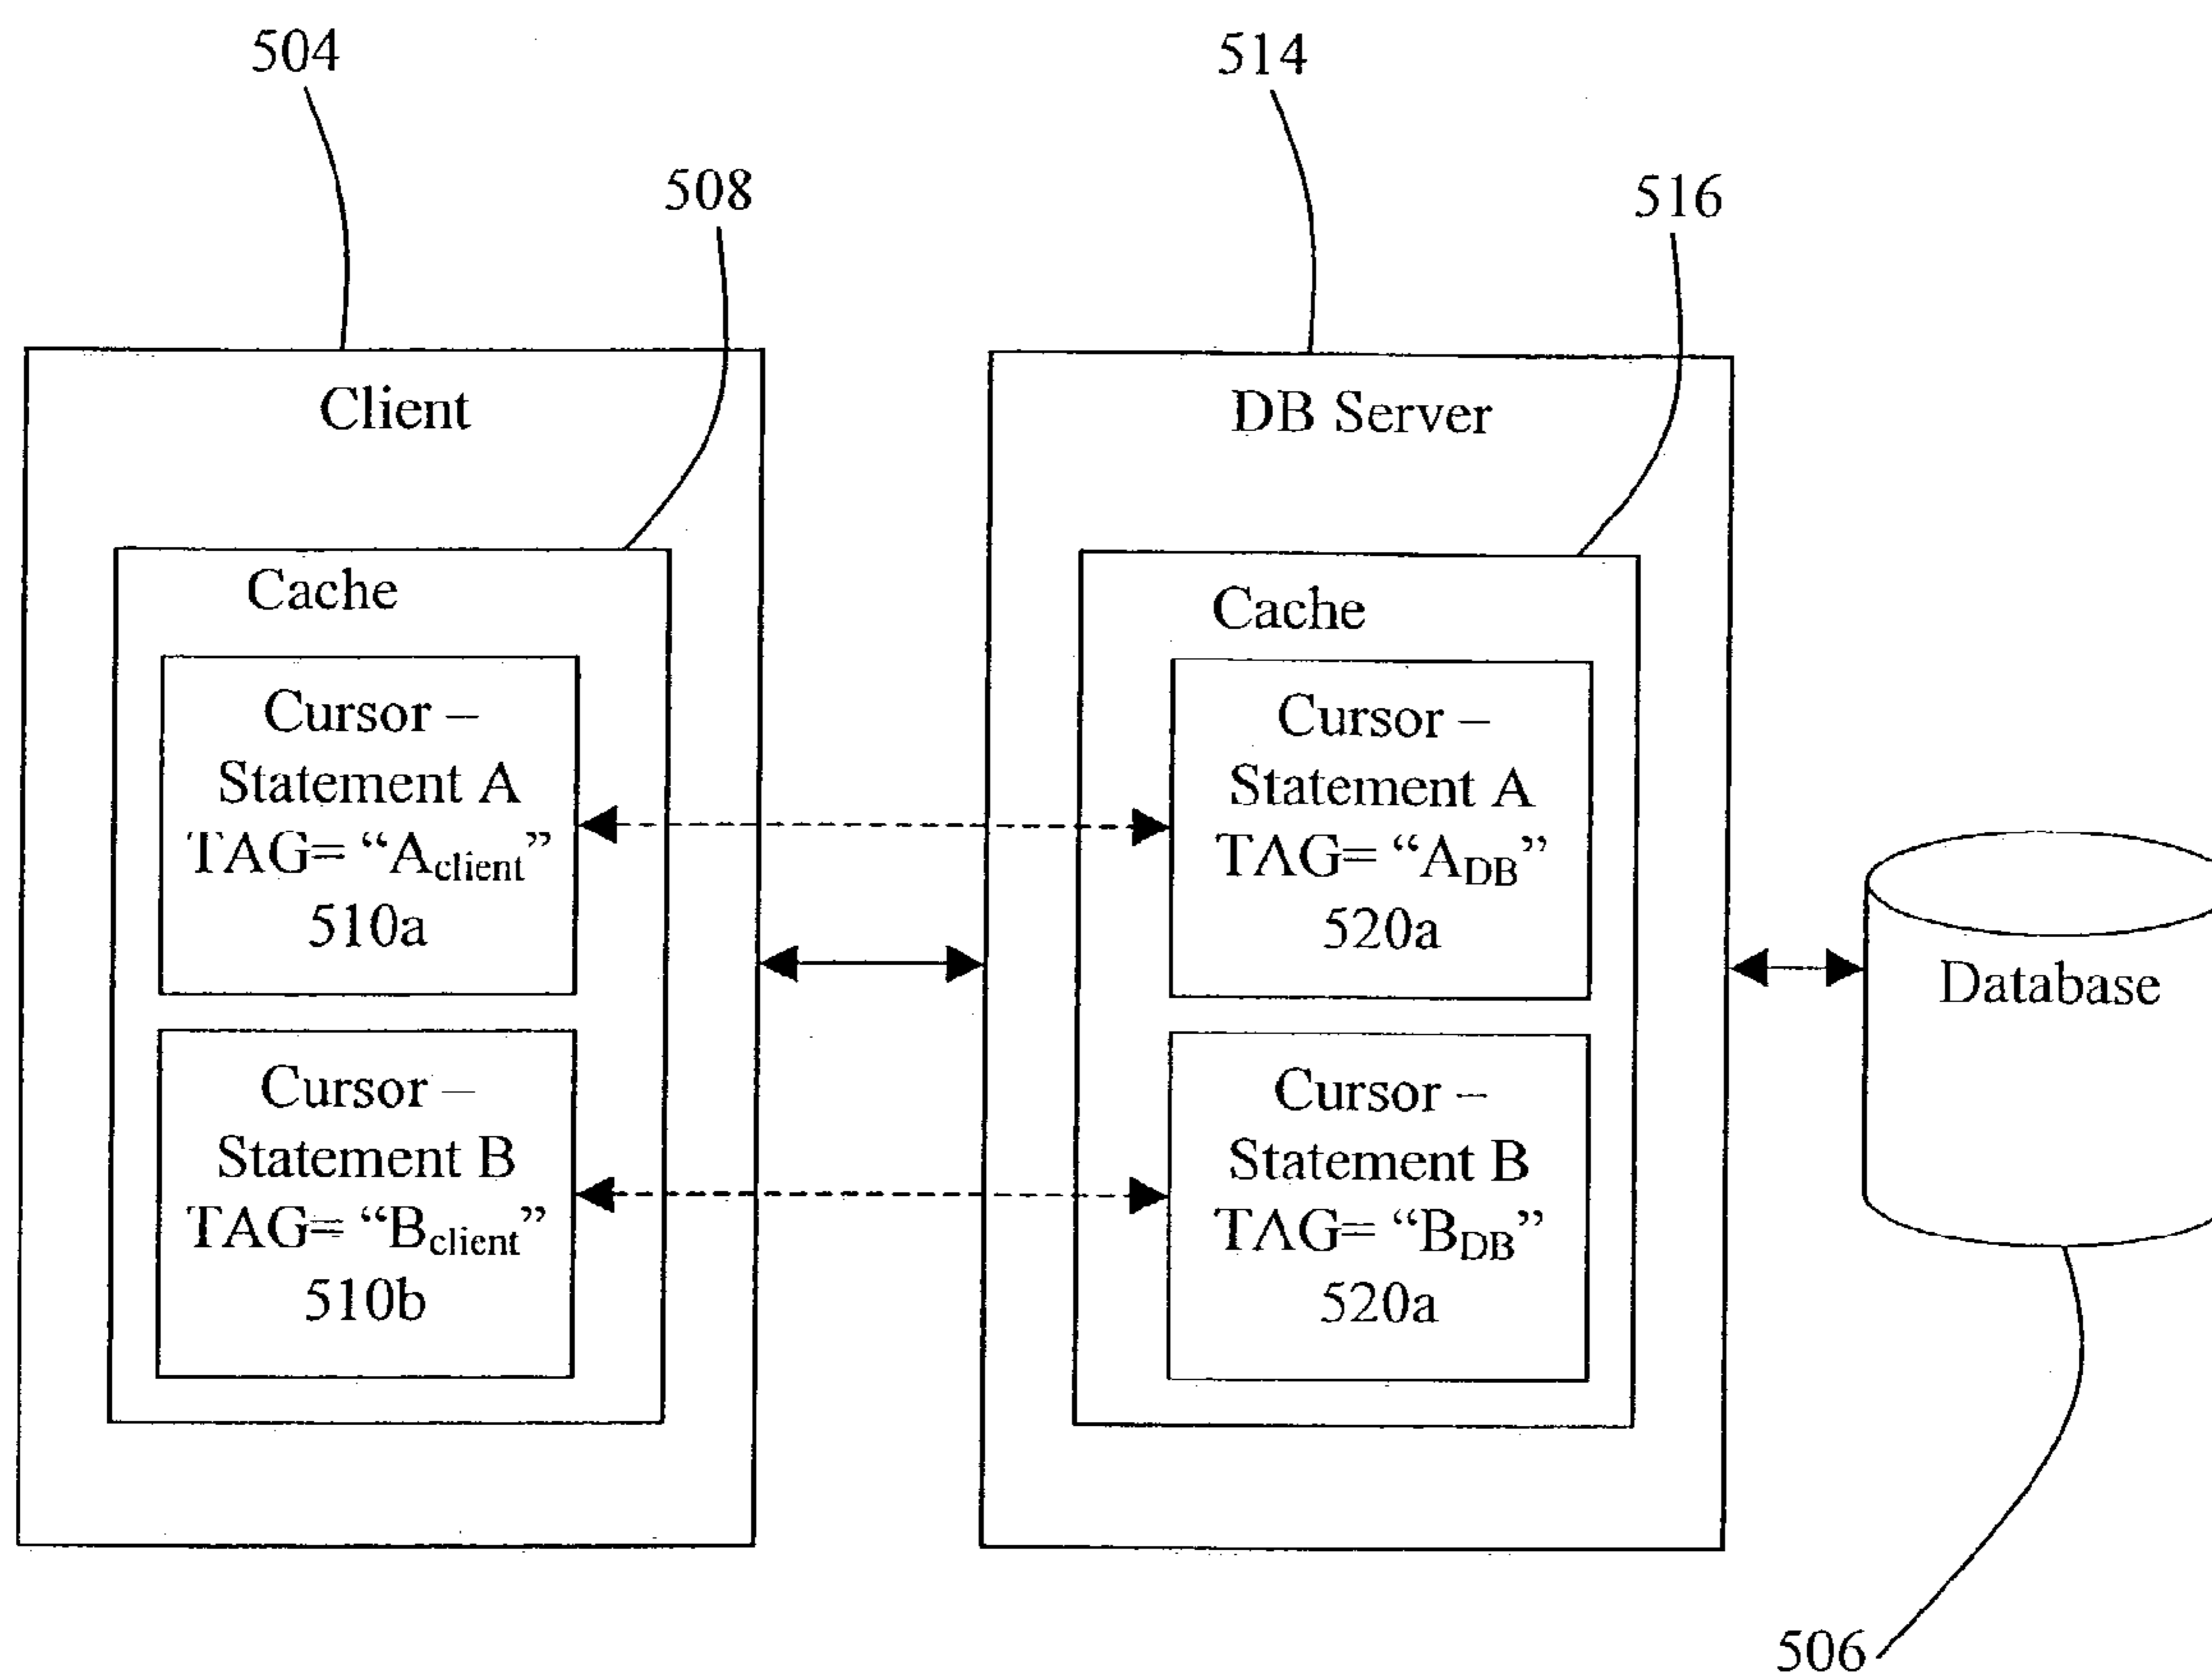 504
514
508
516
Client
DB Server
Cache
Cache
Cursor –
Statement A
TAG= “Aclient”
510a
Cursor –
Statement A
TAG= “ADB”
520a
Database
Cursor –
Statement B
TAG= “Bclient”
510b
Cursor –
Statement B
TAG= “BDB”
520a
506